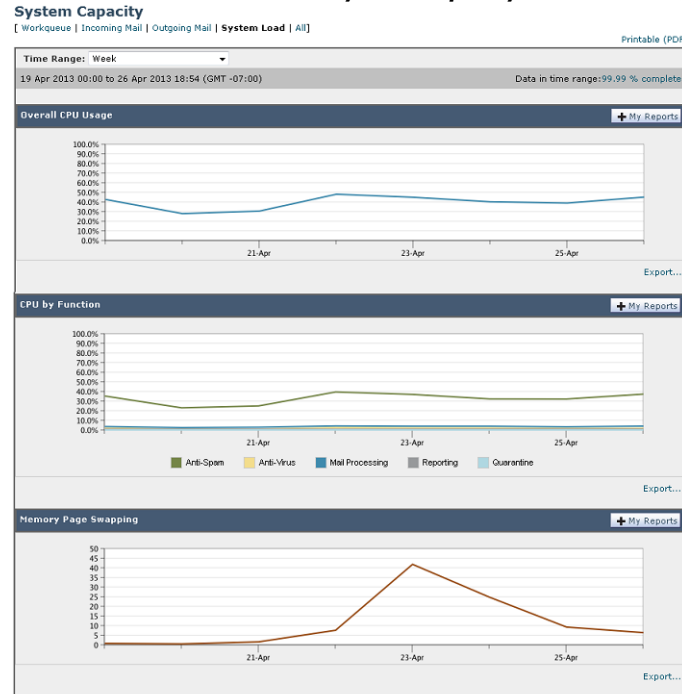 System Capacity
[ Workqueue | Incoming Mail | Outgoing Mail | System Load | All]
Printable (PDF
Time Range: Week
19 Apr 2013 00:00 to 26 Apr 2013 18:54 (GMT -07:00) Data in time range:99.99 % complete
Overall CPU Usage My Reports
100.0%
90.0%
80.0%
70.0%
60.0%
50.0%
40.0%
30.0%
20.0%
10.0%
0.0%
21-Apr 23-Apr 25-Apr
Export...
CPU by Function My Reports
100.0%
90.0%
80.0%
70.0%
60.0%
50.0%
40.0%
30.0%
20.0%
10.0%
0.0%
21-Apr 23-Apr 25-Apr
Anti-Spam Anti-Virus Mail Processing Reporting Quarantine
Export...
Memory Page Swapping My Reports
50
45
40
35
30
25
20
15
10
5
0
21-Apr 23-Apr 25-Apr
Export...